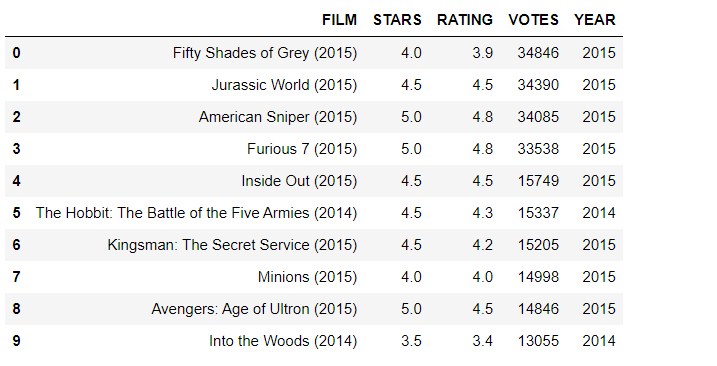 FILM STARS RATING VOTES YEAR
0 Fifty Shades of Grey (2015) 4.0 3.9 34846 2015
1 Jurassic World (2015) 4.5 4.5 34390 2015
2 American Sniper (2015) 5.0 4.8 34085 2015
3 Furious 7 (2015) 5.0 4.8 33538 2015
4 Inside Out (2015) 4.5 4.5 15749 2015
5 The Hobbit: The Battle of the Five Armies (2014) 4.5 4.3 15337 2014
6 Kingsman: The Secret Service (2015) 4.5 4.2 15205 2015
7 Minions (2015) 4.0 4.0 14998 2015
8 Avengers: Age of Ultron (2015) 5.0 4.5 14846 2015
9 Into the Woods (2014) 3.5 3.4 13055 2014